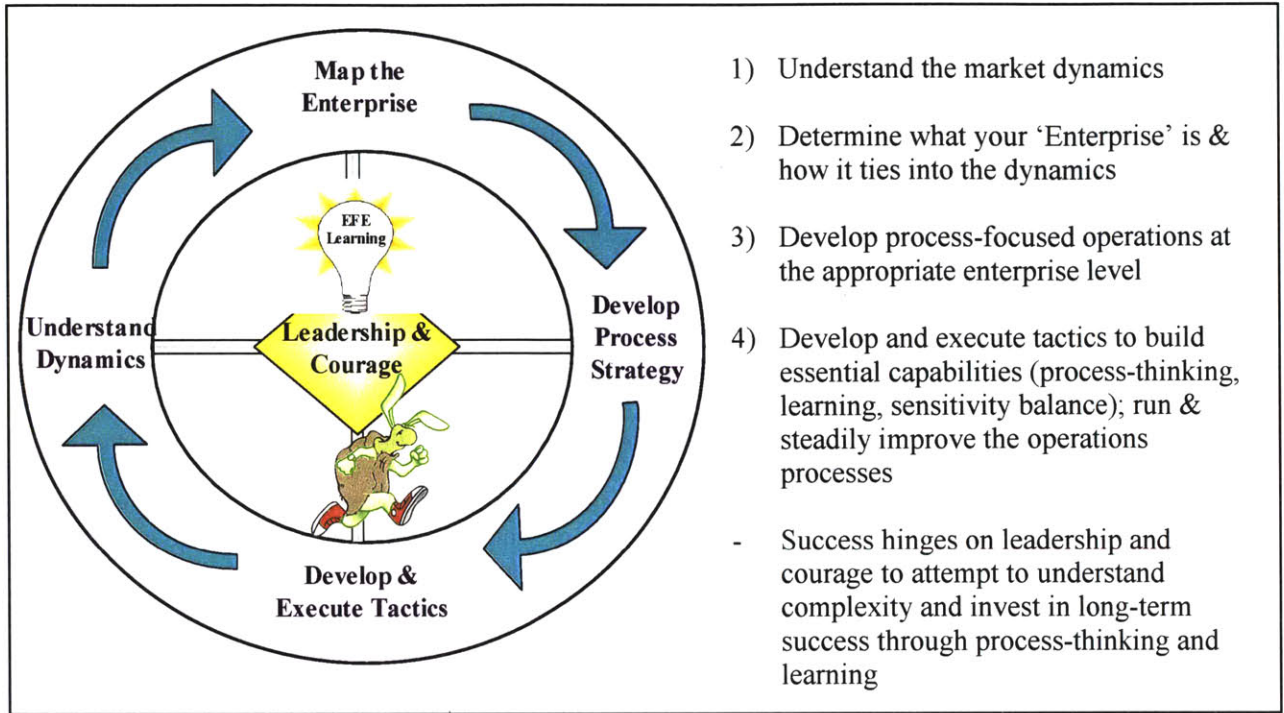 Map the
Enterprise
EFE
Learning
Leadership &
Courage
Understand
Dynamics
Develop
Process
Strategy
Develop &
Execute Tactics
1) Understand the market dynamics
2) Determine what your ‘Enterprise’ is &
how it ties into the dynamics
3) Develop process-focused operations at
the appropriate enterprise level
4) Develop and execute tactics to build
essential capabilities (process-thinking,
learning, sensitivity balance); run &
steadily improve the operations
processes
- Success hinges on leadership and
courage to attempt to understand
complexity and invest in long-term
success through process-thinking and
learning